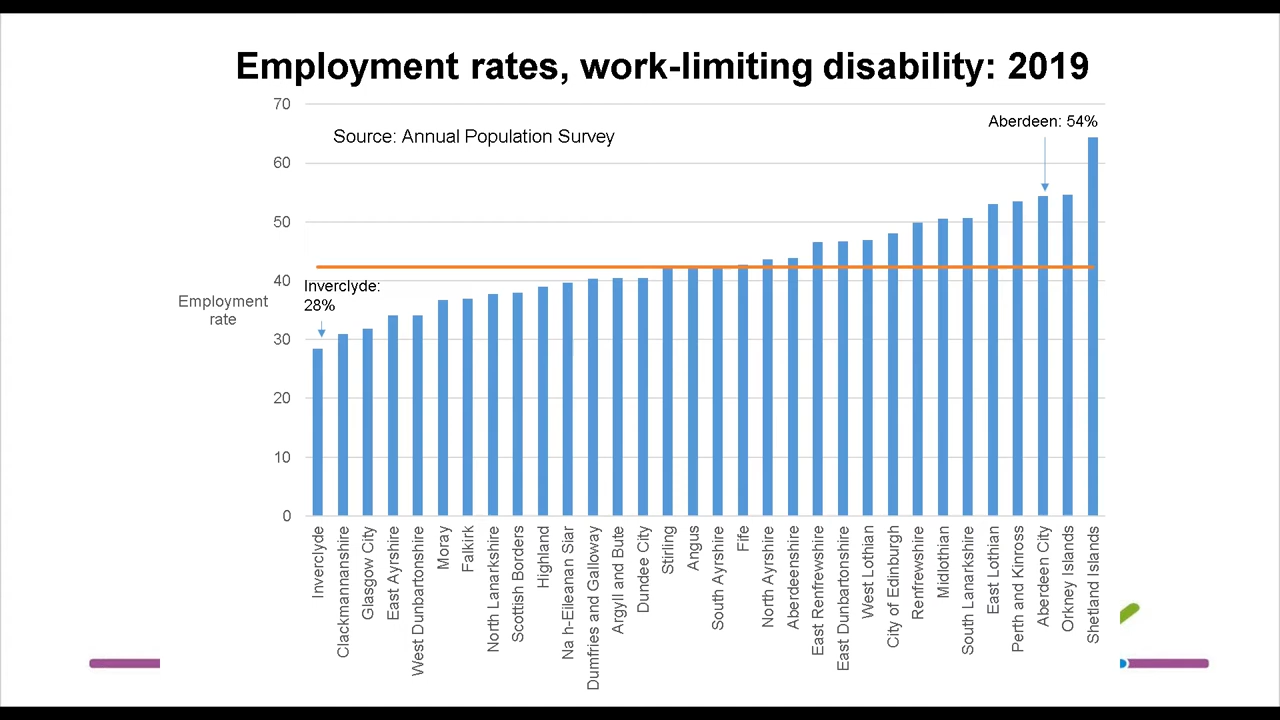 Employment rates, work-limiting disability: 2019
70
Source: Annual Population Survey
Aberdeen: 54%
60
50
40
Inverclyde:
28%
Employment
rate
30
20
10
0
Inverclyde
Clackmannanshire
Glasgow City
East Ayrshire
West Dunbartonshire
Moray
Falkirk
North Lanarkshire
Scottish Borders
Highland
Na h-Eileanan Siar
Dumfries and Galloway
Argyll and Bute
Dundee City
Stirling
Angus
South Ayrshire
Fife
North Ayrshire
Aberdeenshire
East Renfrewshire
East Dunbartonshire
West Lothian
City of Edinburgh
Renfrewshire
Midlothian
South Lanarkshire
East Lothian
Perth and Kinross
Aberdeen City
Orkney Islands
Shetland Islands